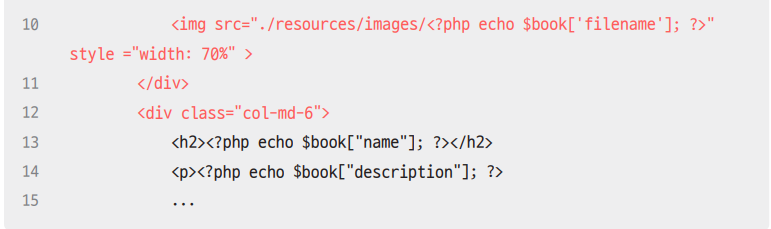 10 <img src="./resources/images/<?php echo $book['filename']; ?>"
style ="width: 70%" >
11 </div>
12 <div class="col-md-6">
13 <h2><?php echo $book["name"]; ?></h2>
14 <p><?php echo $book["description"]; ?>
15 ...